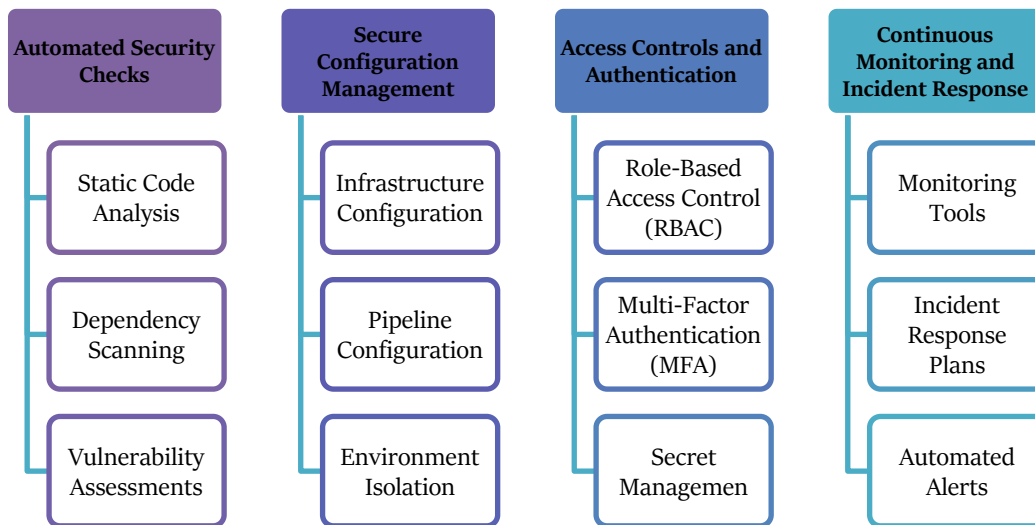 Automated Security
Checks
Static Code
Analysis
Dependency
Scanning
Vulnerability
Assessments
Secure
Configuration
Management
Infrastructure
Configuration
Pipeline
Configuration
Environment
Isolation
Access Controls and
Authentication
Role-Based
Access Control
(RBAC)
Multi-Factor
Authentication
(MFA)
Secret
Managemen
Continuous
Monitoring and
Incident Response
Monitoring
Tools
Incident
Response
Plans
Automated
Alerts